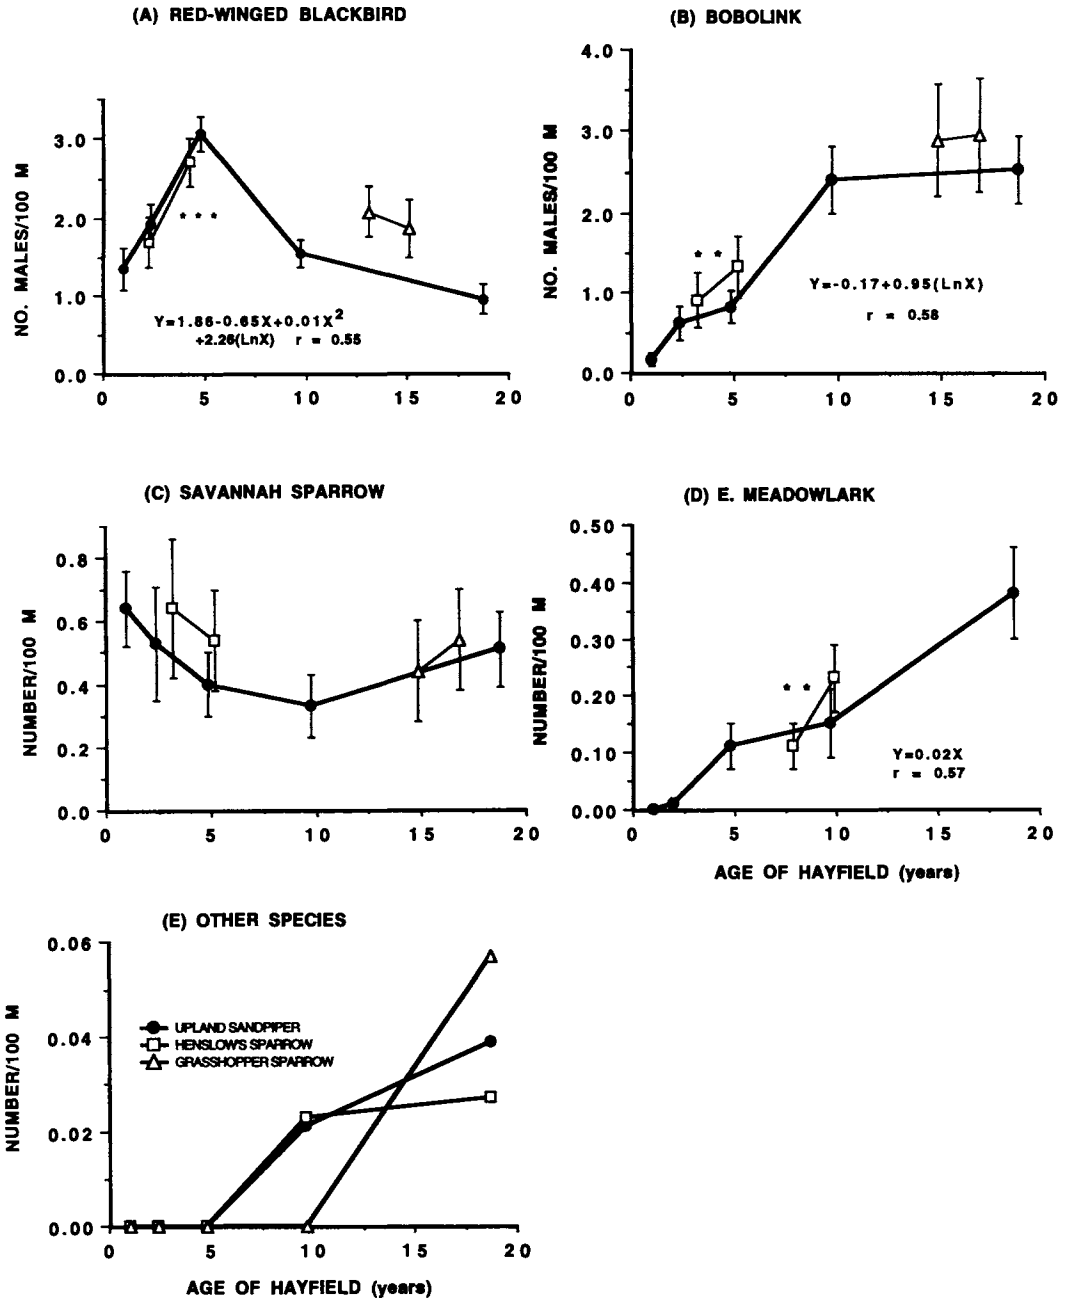 (A) RED-WINGED BLACKBIRD
NO. MALES/100 M
3.0
2.0
1.0
0.0
* * *
Y=1.86-0.65X+0.01X²
+2.26(LnX) r = 0.55
0 5 10 15 20
(B) BOBOLINK
NO. MALES/100 M
4.0
3.0
2.0
1.0
0.0
* *
Y=-0.17+0.95(LnX)
r = 0.58
0 5 10 15 20
(C) SAVANNAH SPARROW
NUMBER/100 M
0.8
0.6
0.4
0.2
0.0
0 5 10 15 20
(D) E. MEADOWLARK
NUMBER/100 M
0.50
0.40
0.30
0.20
0.10
0.00
* *
Y=0.02X
r = 0.57
0 5 10 15 20
AGE OF HAYFIELD (years)
(E) OTHER SPECIES
NUMBER/100 M
0.06
0.04
0.02
0.00
UPLAND SANDPIPER
HENSLOW'S SPARROW
GRASSHOPPER SPARROW
0 5 10 15 20
AGE OF HAYFIELD (years)